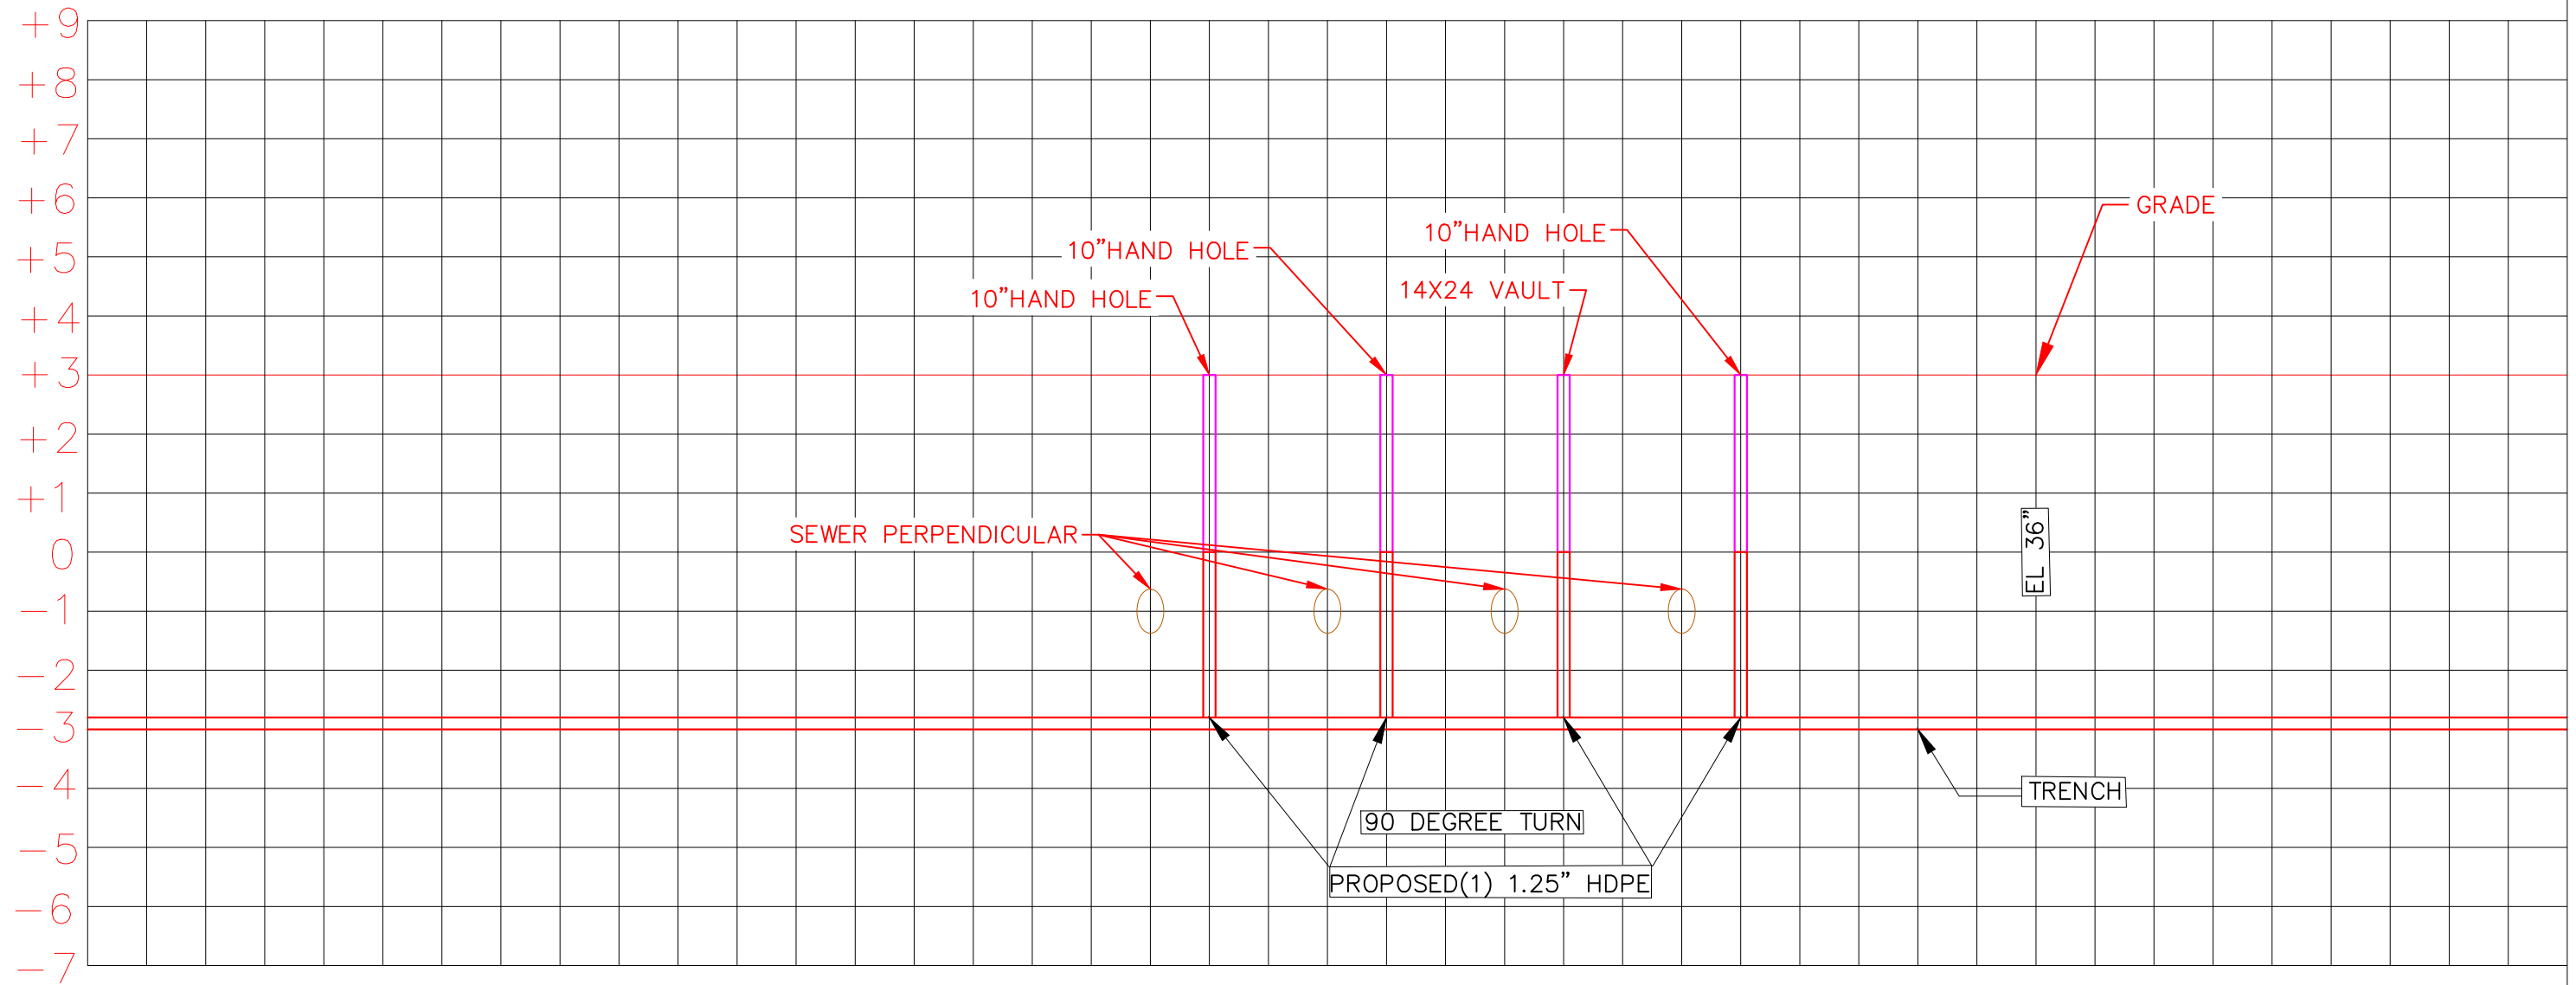 +9
+8
+7
+6
GRADE
10"HAND HOLE
10"HAND HOLE
+5
14X24 VAULT
10"HAND HOLE
+4
+3
+2
+1
EL 36"
SEWER PERPENDICULAR
0
-1
-2
-3
-4
TRENCH
90 DEGREE TURN
-5
PROPOSED(1) 1.25" HDPE
-6
-7